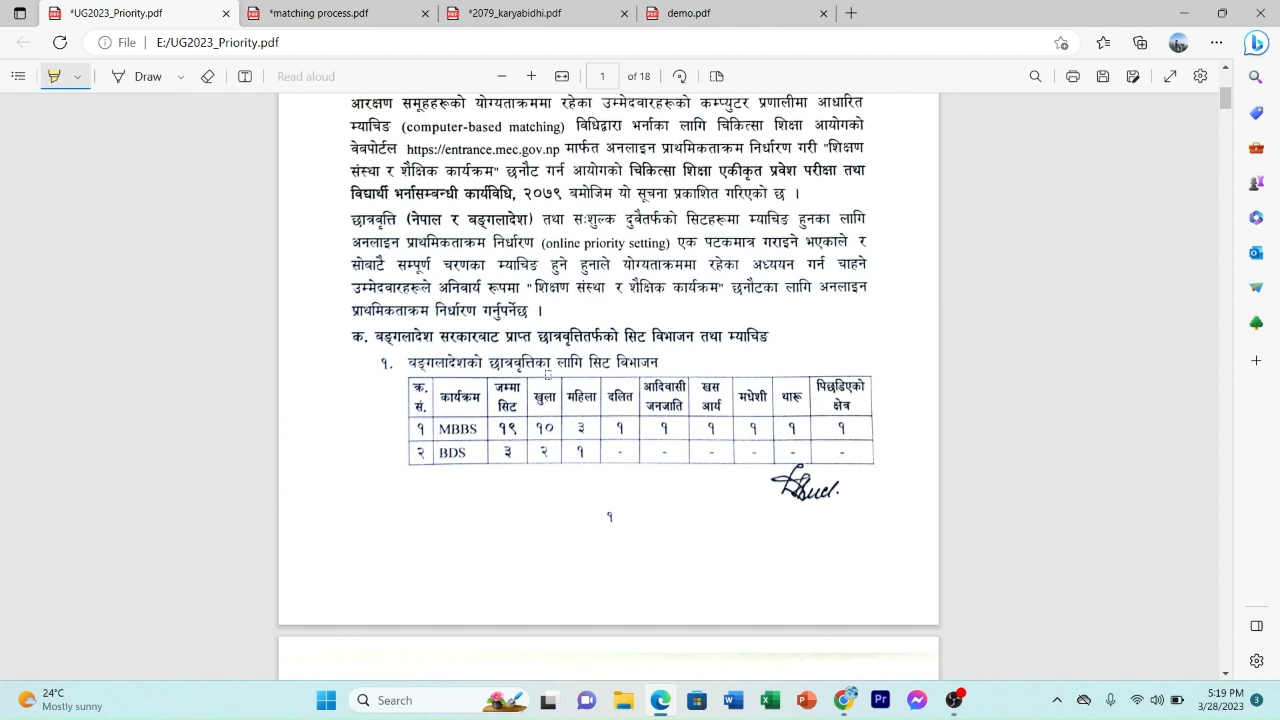 *UG2023_Priority.pdf
*matching process.pdf
*2079_karyabidhi.pdf
demo.pdf
File E:/UG2023_Priority.pdf
Draw
Read aloud
1 of 18
आरक्षण समूहहरूको योग्यताक्रममा रहेका उम्मेदवारहरूको कम्प्युटर प्रणालीमा आधारित
म्याचिङ (computer-based matching) विधिद्वारा भर्नाका लागि चिकित्सा शिक्षा आयोगको
वेवपोर्टल https://entrance.mec.gov.np मार्फत अनलाइन प्राथमिकताक्रम निर्धारण गरी "शिक्षण
संस्था र शैक्षिक कार्यक्रम" छनौट गर्न आयोगको चिकित्सा शिक्षा एकीकृत प्रवेश परीक्षा तथा
विद्यार्थी भर्नासम्बन्धी कार्यविधि, २०७९ बमोजिम यो सूचना प्रकाशित गरिएको छ ।
छात्रवृत्ति (नेपाल र बङ्गलादेश) तथा सःशुल्क दुवैतर्फको सिटहरूमा म्याचिङ हुनका लागि
अनलाइन प्राथमिकताक्रम निर्धारण (online priority setting) एक पटकमात्र गराइने भएकाले र
सोबाटै सम्पूर्ण चरणका म्याचिङ हुने हुनाले योग्यताक्रममा रहेका अध्ययन गर्न चाहने
उम्मेदवारहरूले अनिवार्य रूपमा "शिक्षण संस्था र शैक्षिक कार्यक्रम" छनौटका लागि अनलाइन
प्राथमिकताक्रम निर्धारण गर्नुपर्नेछ ।
क. बङ्गलादेश सरकारबाट प्राप्त छात्रवृत्तितर्फको सिट विभाजन तथा म्याचिङ
१. बङ्गलादेशको छात्रवृत्तिका लागि सिट विभाजन
क्र. सं. कार्यक्रम जम्मा सिट खुला महिला दलित आदिवासी जनजाति खस आर्य मधेशी थारू पिछडिएको क्षेत्र
१ MBBS १९ १० ३ १ १ १ १ १ १
२ BDS ३ २ १ - - - - - -
१
24°C
Mostly sunny
Search
5:19 PM
3/28/2023
3